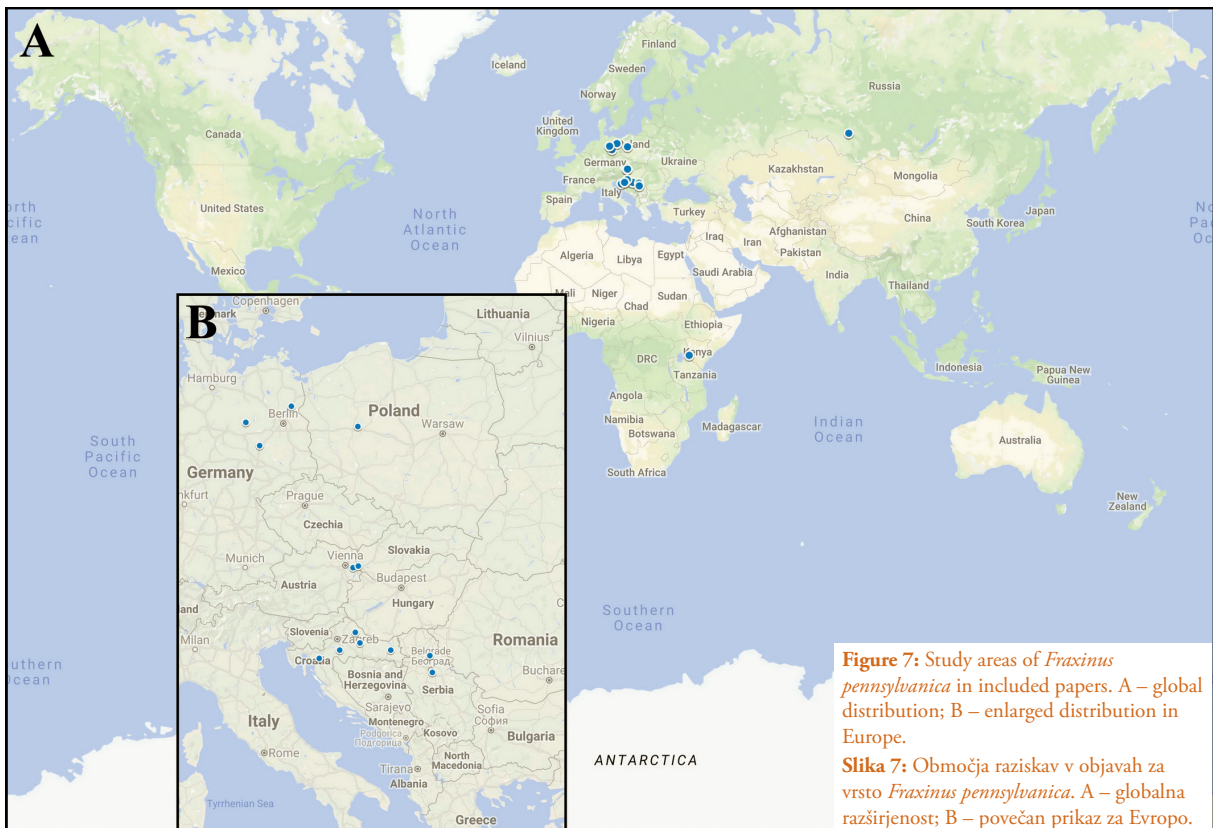 A
Iceland
Finland
Sweden
Norway
Russia
Canada
United
Kingdom
Germany
Ukraine
France
Kazakhstan
Mongolia
Italy
Spain
United States
North
Atlantic
Ocean
Turkey
China
Japan
South Korea
Afghanistan
Iraq
Iran
Pakistan
Algeria
Libya
Egypt
Saudi Arabia
India
Mexico
Mali
Niger
Chad
Sudan
Thailand
Nigeria
Ethiopia
DRC
Kenya
Tanzania
Indonesia
Papua New
Guinea
Angola
Namibia
Botswana
Madagascar
Indian
Ocean
Australia
South Africa
South
Pacific
Ocean
New
Zealand
Southern
Ocean
ANTARCTICA
B
Copenhagen
Lithuania
Vilnius
Hamburg
Berlin
Poland
Warsaw
Germany
Prague
Czechia
Slovakia
Munich
Vienna
Austria
Budapest
Hungary
Milan
Slovenia
Zagreb
Croatia
Romania
Belgrade
Београд
Bosnia and
Herzegovina
Serbia
Sarajevo
Montenegro
Kosovo
Podgorica
Подгорица
Sofia
София
Bulgaria
Italy
Rome
North
Macedonia
Tirana
Albania
Tyrrhenian Sea
Greece
Figure 7: Study areas of Fraxinus
pennsylvanica in included papers. A – global
distribution; B – enlarged distribution in
Europe.
Slika 7: Območja raziskav v objavah za
vrsto Fraxinus pennsylvanica. A – globalna
razširjenost; B – povečan prikaz za Evropo.